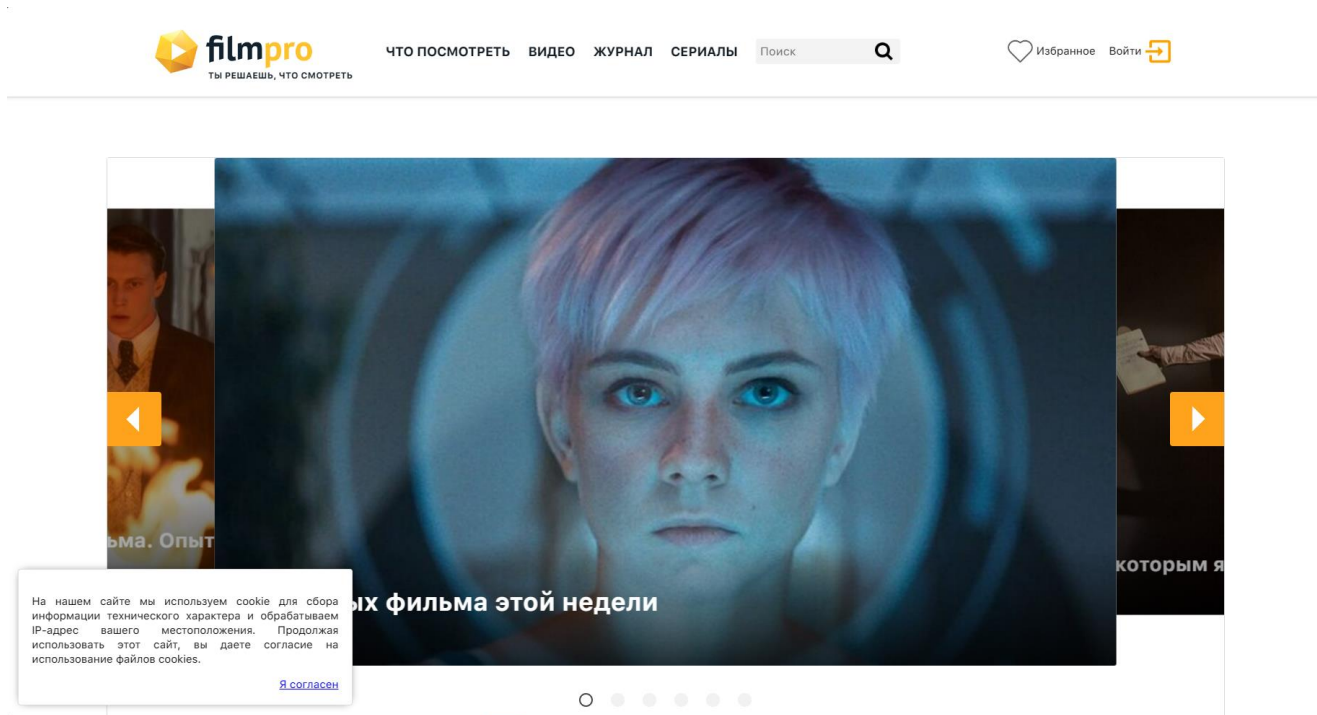 filmpro
ТЫ РЕШАЕШЬ, ЧТО СМОТРЕТЬ
ЧТО ПОСМОТРЕТЬ ВИДЕО ЖУРНАЛ СЕРИАЛЫ Поиск Избранное Войти
Опыт
которым я
фильма этой недели
На нашем сайте мы используем cookie для сбора
информации технического характера и обрабатываем
IP-адрес вашего местоположения. Продолжая
использовать этот сайт, вы даете согласие на
использование файлов cookies.
Я согласен